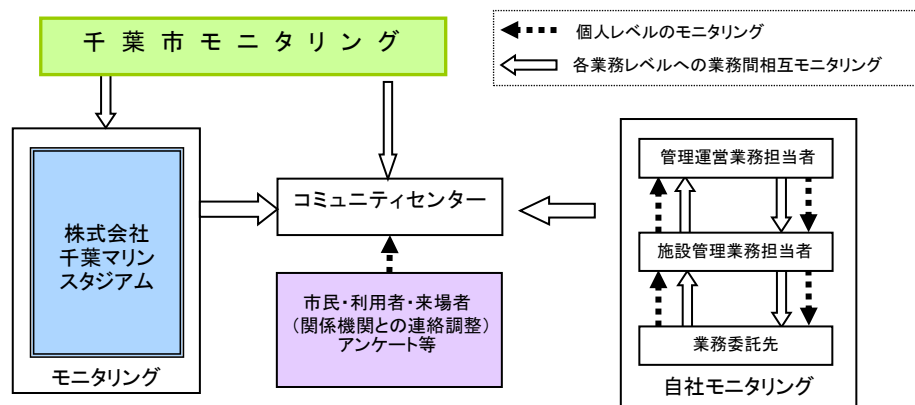 千葉市モニタリング
個人レベルのモニタリング
各業務レベルへの業務間相互モニタリング
株式会社
千葉マリン
スタジアム
モニタリング
コミュニティセンター
市民・利用者・来場者
（関係機関との連絡調整）
アンケート等
管理運営業務担当者
施設管理業務担当者
業務委託先
自社モニタリング